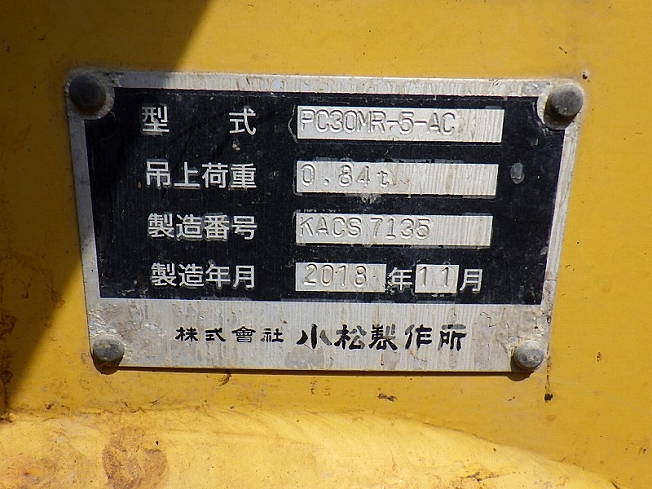 型 式 PC30MR-5-AC
吊上荷重 0.84t
製造番号 KACS7135
製造年月 2018年11月
株式會社 小松製作所